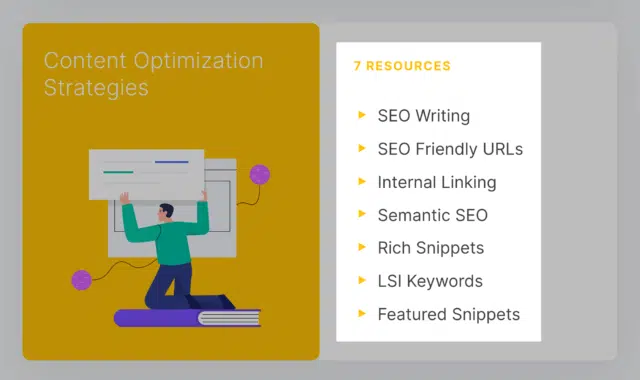 Content Optimization
Strategies
7 RESOURCES
SEO Writing
SEO Friendly URLs
Internal Linking
Semantic SEO
Rich Snippets
LSI Keywords
Featured Snippets